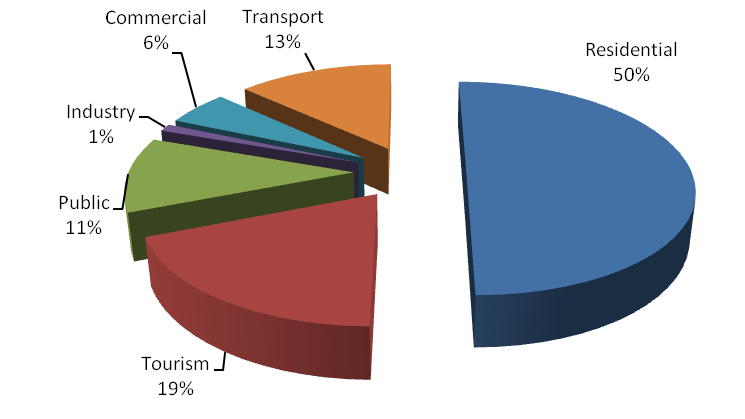 Commercial
6%
Transport
13%
Residential
50%
Industry
1%
Public
11%
Tourism
19%